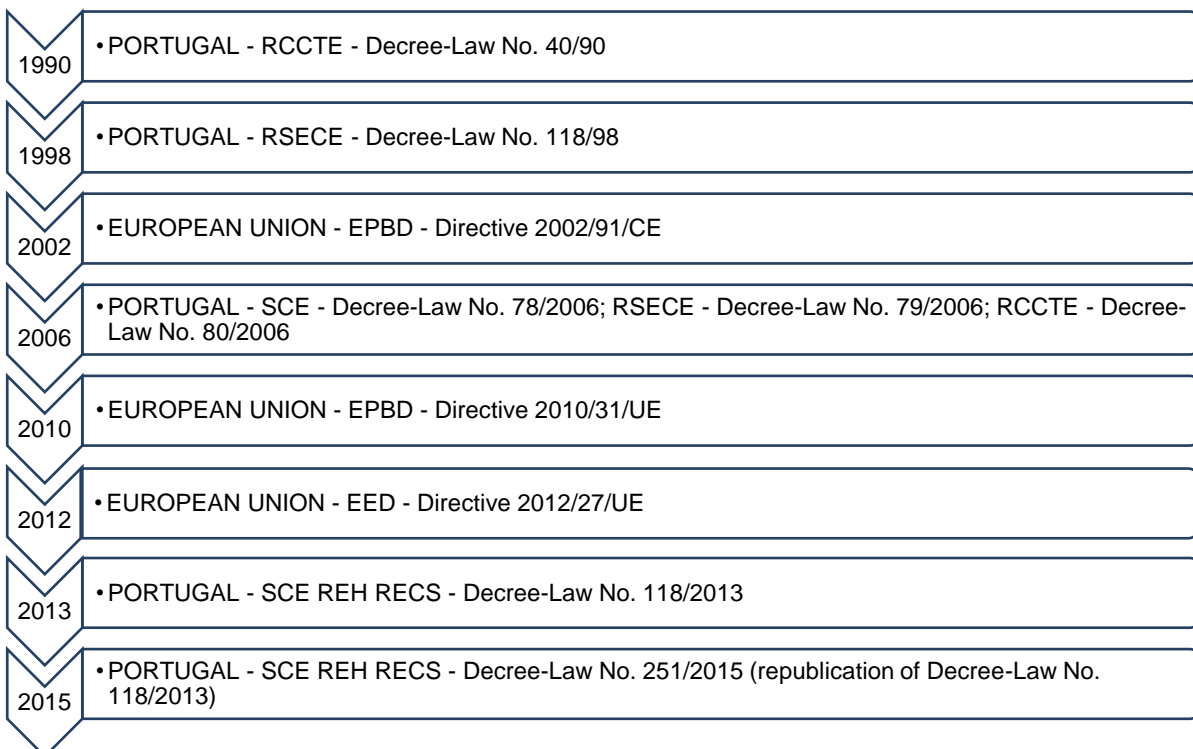 1990
•PORTUGAL - RCCTE - Decree-Law No. 40/90
1998
•PORTUGAL - RSECE - Decree-Law No. 118/98
2002
•EUROPEAN UNION - EPBD - Directive 2002/91/CE
2006
•PORTUGAL - SCE - Decree-Law No. 78/2006; RSECE - Decree-Law No. 79/2006; RCCTE - Decree-
Law No. 80/2006
2010
•EUROPEAN UNION - EPBD - Directive 2010/31/UE
2012
•EUROPEAN UNION - EED - Directive 2012/27/UE
2013
•PORTUGAL - SCE REH RECS - Decree-Law No. 118/2013
2015
•PORTUGAL - SCE REH RECS - Decree-Law No. 251/2015 (republication of Decree-Law No.
118/2013)